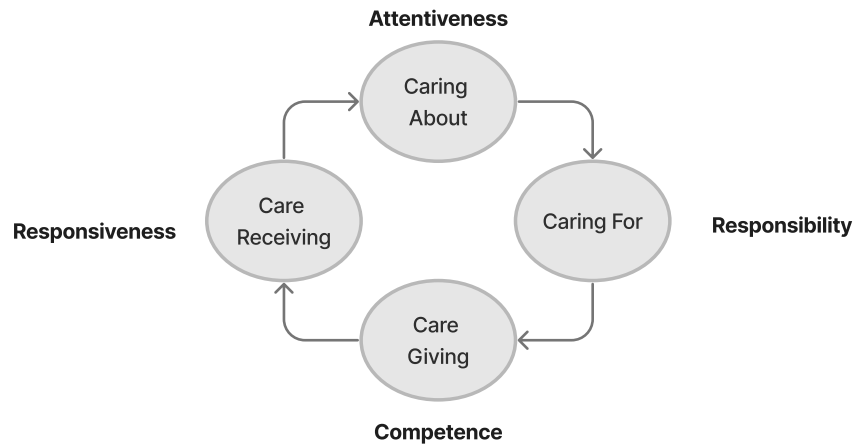 Attentiveness
Caring
About
Care
Receiving
Responsiveness
Caring For
Responsibility
Care
Giving
Competence